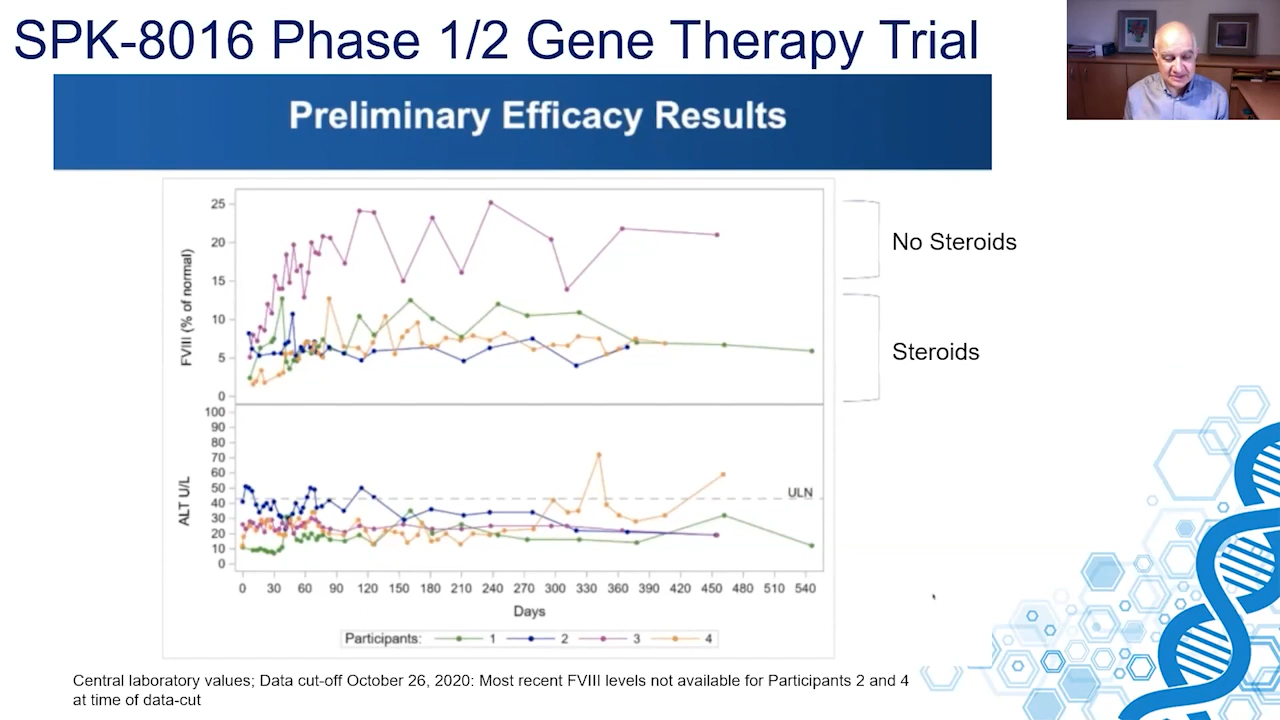 SPK-8016 Phase 1/2 Gene Therapy Trial
Preliminary Efficacy Results
25
20
15
10
5
0
FVIII (% of normal)
No Steroids
Steroids
100
90
80
70
60
50
40
30
20
10
0
ALT U/L
ULN
0 30 60 90 120 150 180 210 240 270 300 330 360 390 420 450 480 510 540
Days
Participants: 1 2 3 4
Central laboratory values; Data cut-off October 26, 2020: Most recent FVIII levels not available for Participants 2 and 4
at time of data-cut